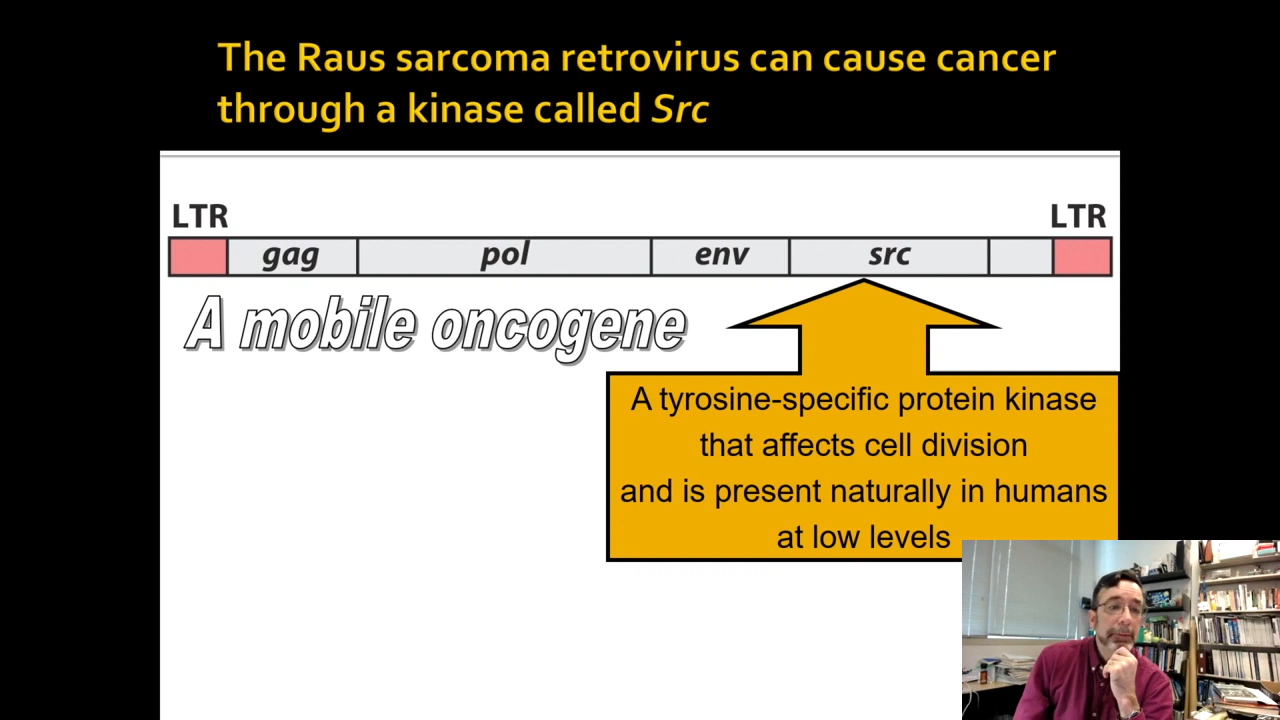 The Raus sarcoma retrovirus can cause cancer
through a kinase called Src
LTR LTR
gag pol env src
A mobile oncogene
A tyrosine-specific protein kinase
that affects cell division
and is present naturally in humans
at low levels